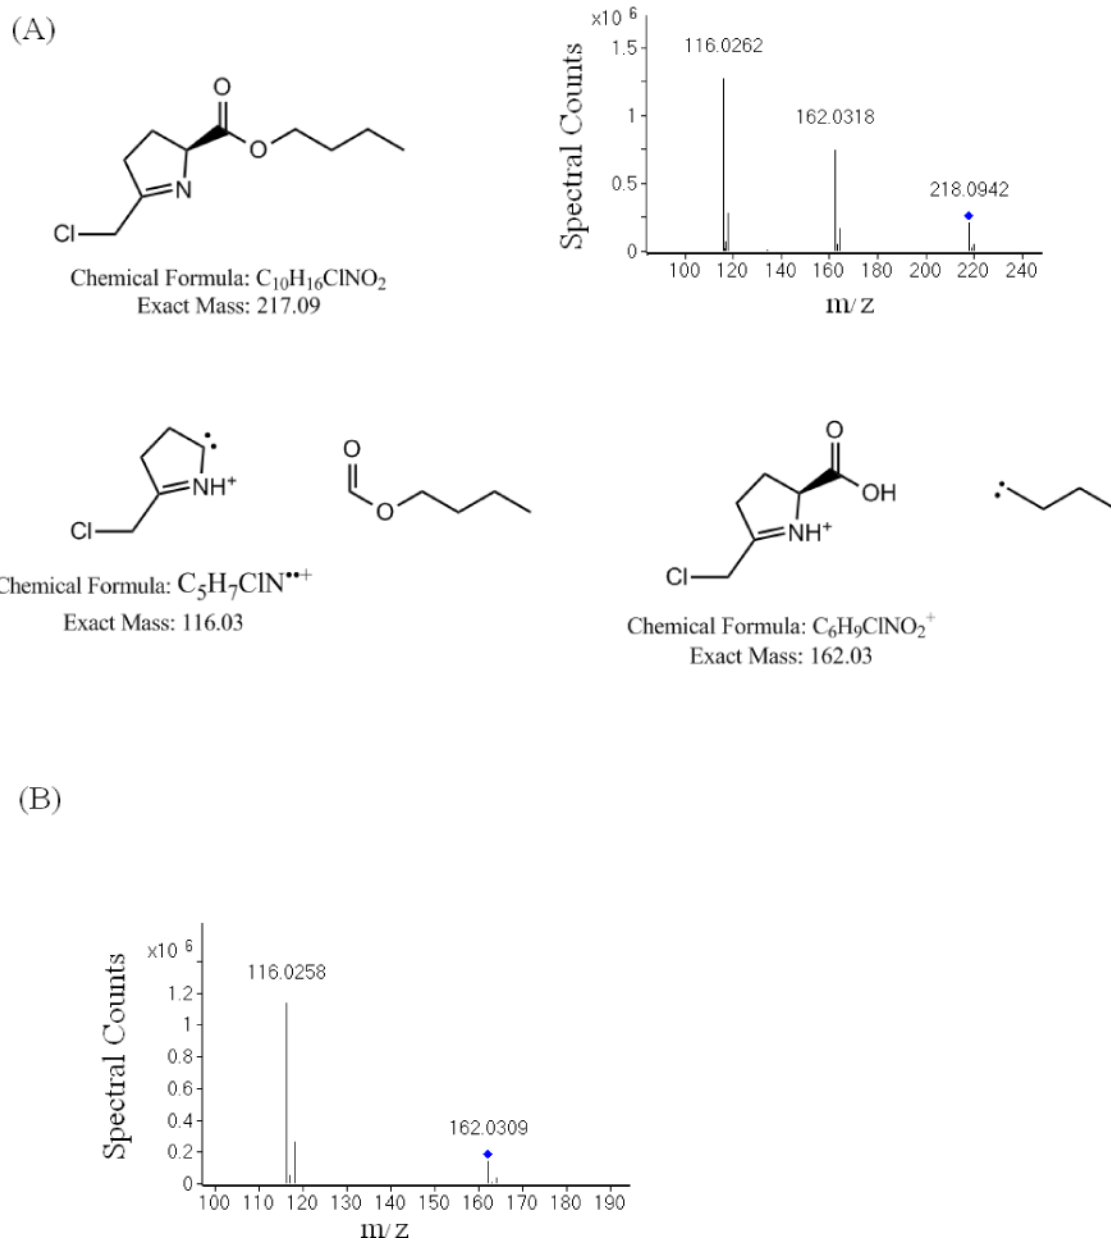 (A)
O
O
N
Cl
Chemical Formula: C10H16ClNO2
Exact Mass: 217.09
x10 6
Spectral Counts
1.5
1
0.5
0
116.0262
162.0318
218.0942
100 120 140 160 180 200 220 240
m/z
NH+
Cl
O
O
Chemical Formula: C5H7ClN••+
Exact Mass: 116.03
O
OH
NH+
Cl
Chemical Formula: C6H9ClNO2+
Exact Mass: 162.03
(B)
x10 6
Spectral Counts
1.2
1
0.8
0.6
0.4
0.2
0
116.0258
162.0309
100 110 120 130 140 150 160 170 180 190
m/z